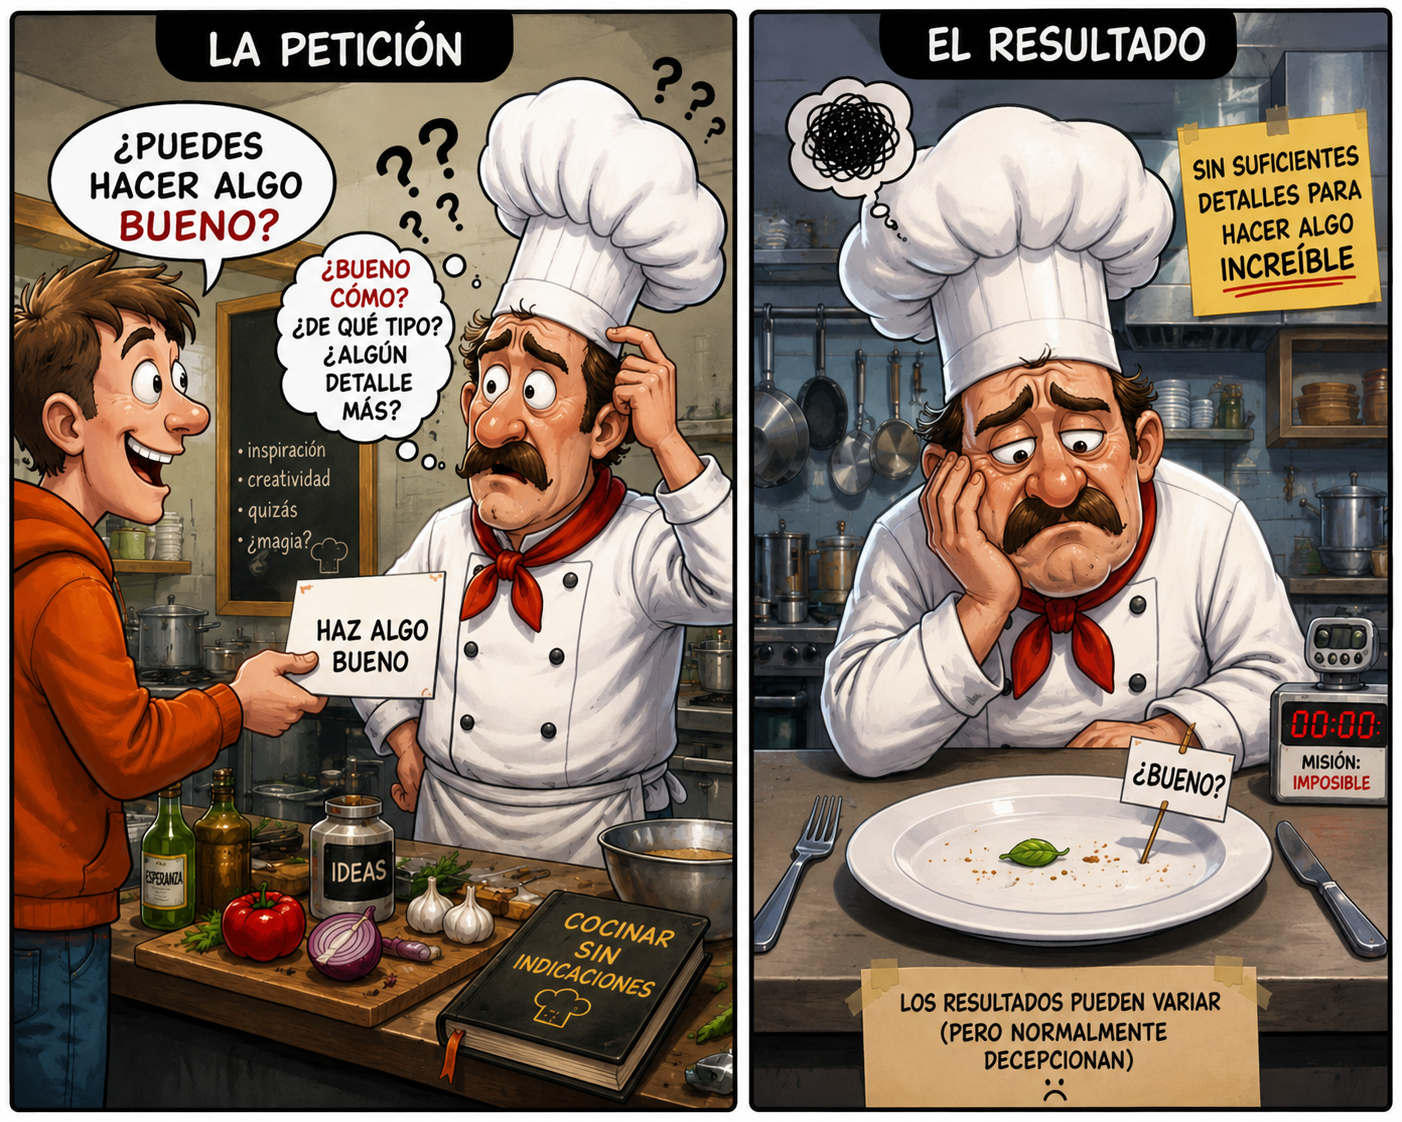 LA PETICIÓN
¿PUEDES
HACER ALGO
BUENO?
¿BUENO
CÓMO?
¿DE QUÉ TIPO?
¿ALGÚN
DETALLE
MÁS?
• inspiración
• creatividad
• quizás
• ¿magia?
HAZ ALGO
BUENO
ESPERANZA
IDEAS
COCINAR
SIN
INDICACIONES
EL RESULTADO
SIN SUFICIENTES
DETALLES PARA
HACER ALGO
INCREÍBLE
00:00:
MISIÓN:
IMPOSIBLE
¿BUENO?
LOS RESULTADOS PUEDEN VARIAR
(PERO NORMALMENTE
DECEPCIONAN)